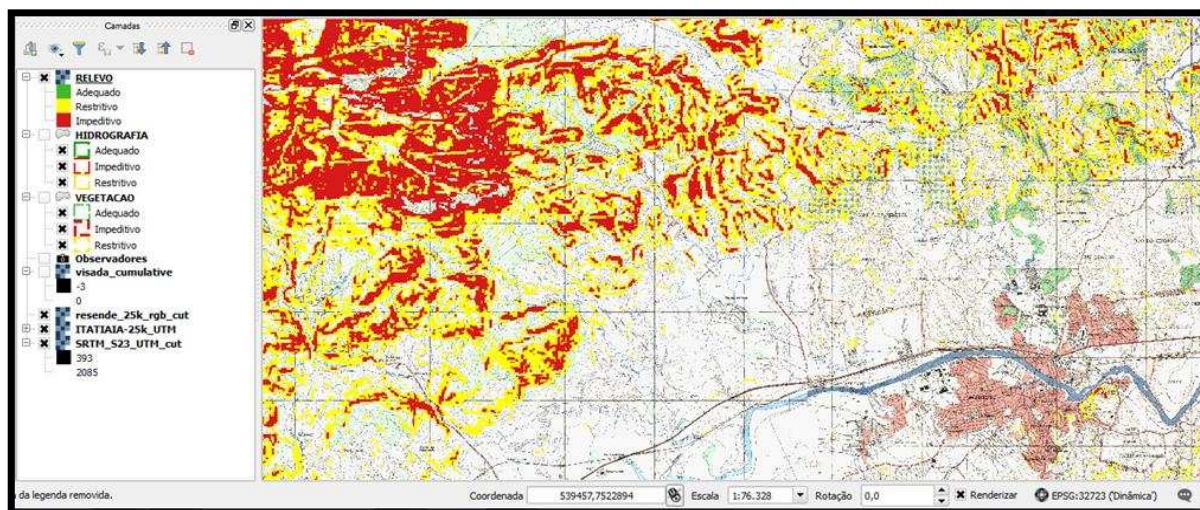 Camadas
RELEVO
Adequado
Restritivo
Impeditivo
HIDROGRAFIA
Adequado
Impeditivo
Restritivo
VEGETACAO
Adequado
Impeditivo
Restritivo
Observadores
visada_cumulative
-3
0
resende_25k_rgb_cut
ITATIAIA-25k_UTM
SRTM_S23_UTM_cut
393
2085
da legenda removida.
Coordenada 539457,7522894 Escala 1:76.328 Rotação 0,0 Renderizar EPSG:32723 ('Dinâmica')